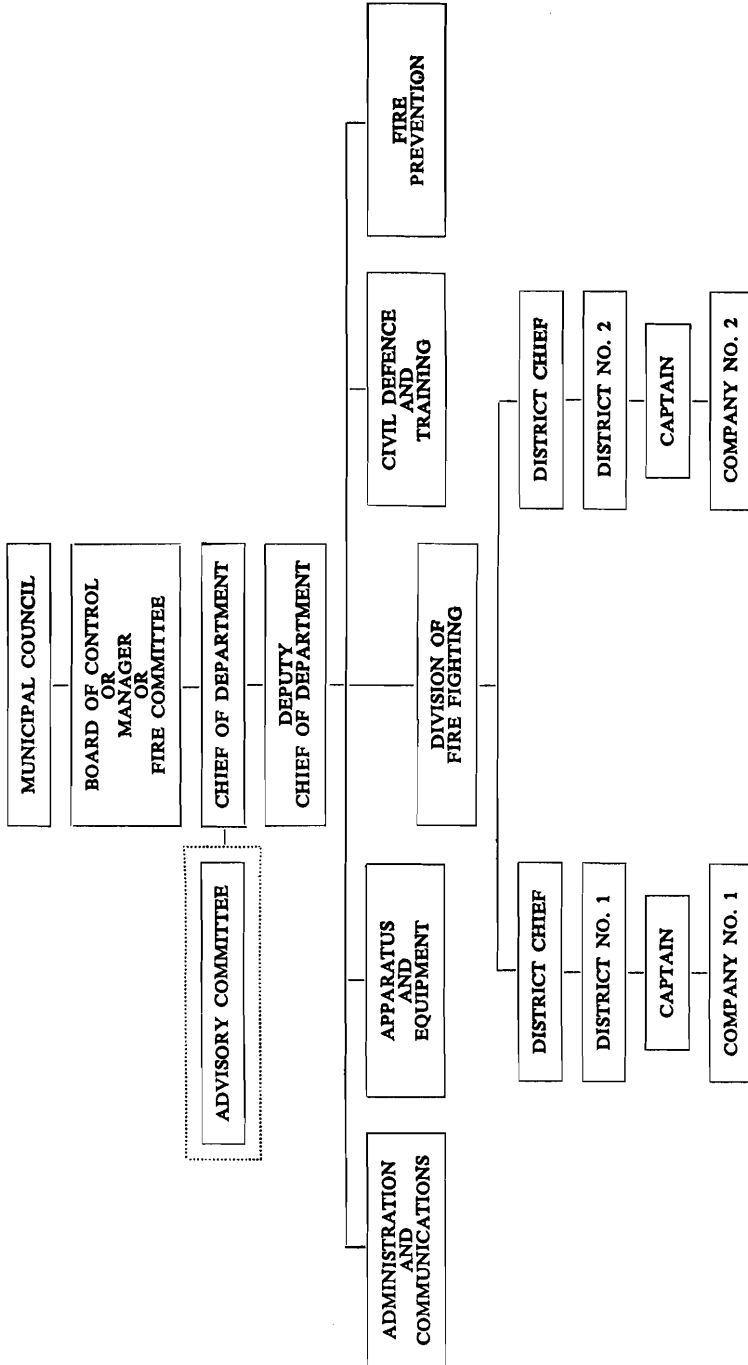 MUNICIPAL COUNCIL
BOARD OF CONTROL
OR
MANAGER
OR
FIRE COMMITTEE
ADVISORY COMMITTEE
CHIEF OF DEPARTMENT
DEPUTY
CHIEF OF DEPARTMENT
ADMINISTRATION
AND
COMMUNICATIONS
APPARATUS
AND
EQUIPMENT
CIVIL DEFENCE
AND
TRAINING
FIRE
PREVENTION
DIVISION OF
FIRE FIGHTING
DISTRICT CHIEF
DISTRICT NO. 1
CAPTAIN
COMPANY NO. 1
DISTRICT CHIEF
DISTRICT NO. 2
CAPTAIN
COMPANY NO. 2